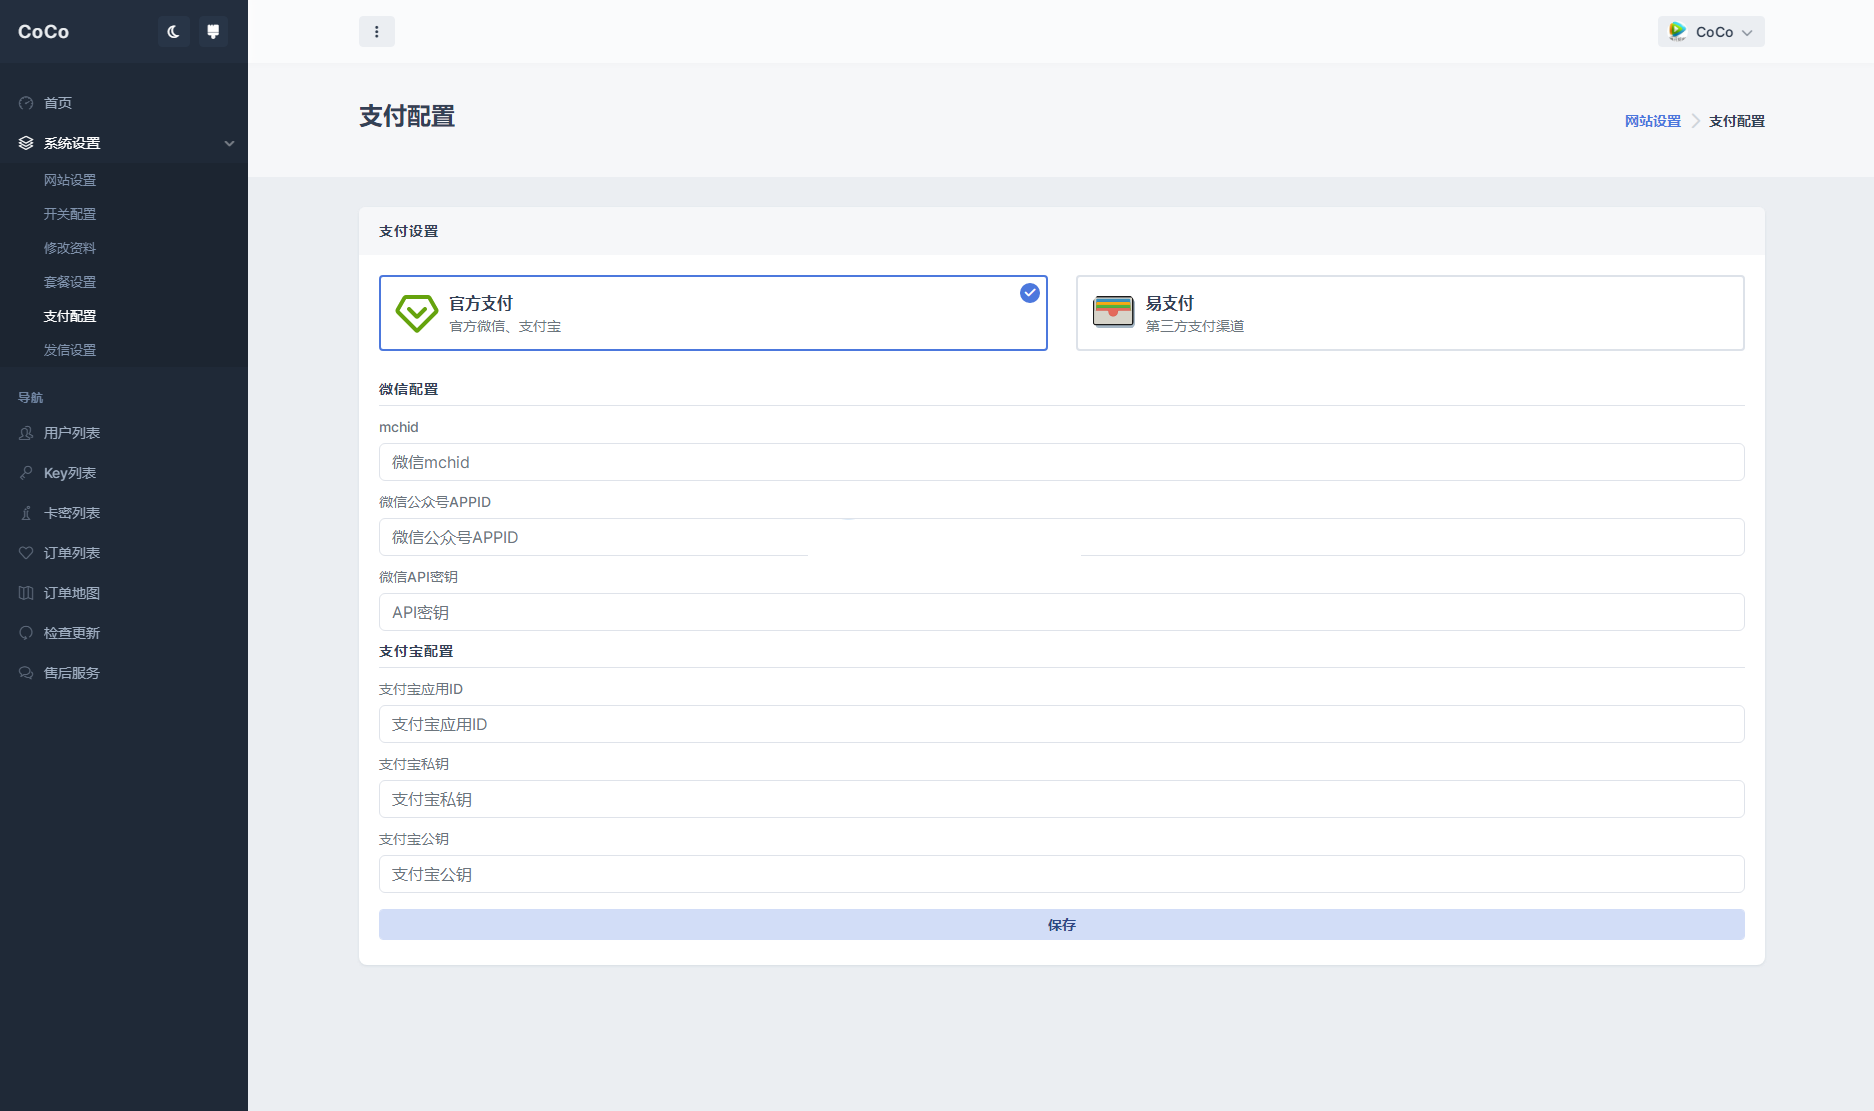 CoCo
首页
系统设置
网站设置
开关配置
修改资料
套餐设置
支付配置
发信设置
导航
用户列表
Key列表
卡密列表
订单列表
订单地图
检查更新
售后服务
CoCo
支付配置
网站设置
支付配置
支付设置
官方支付
官方微信、支付宝
易支付
第三方支付渠道
微信配置
mchid
微信mchid
微信公众号APPID
微信公众号APPID
微信API密钥
API密钥
支付宝配置
支付宝应用ID
支付宝应用ID
支付宝私钥
支付宝私钥
支付宝公钥
支付宝公钥
保存